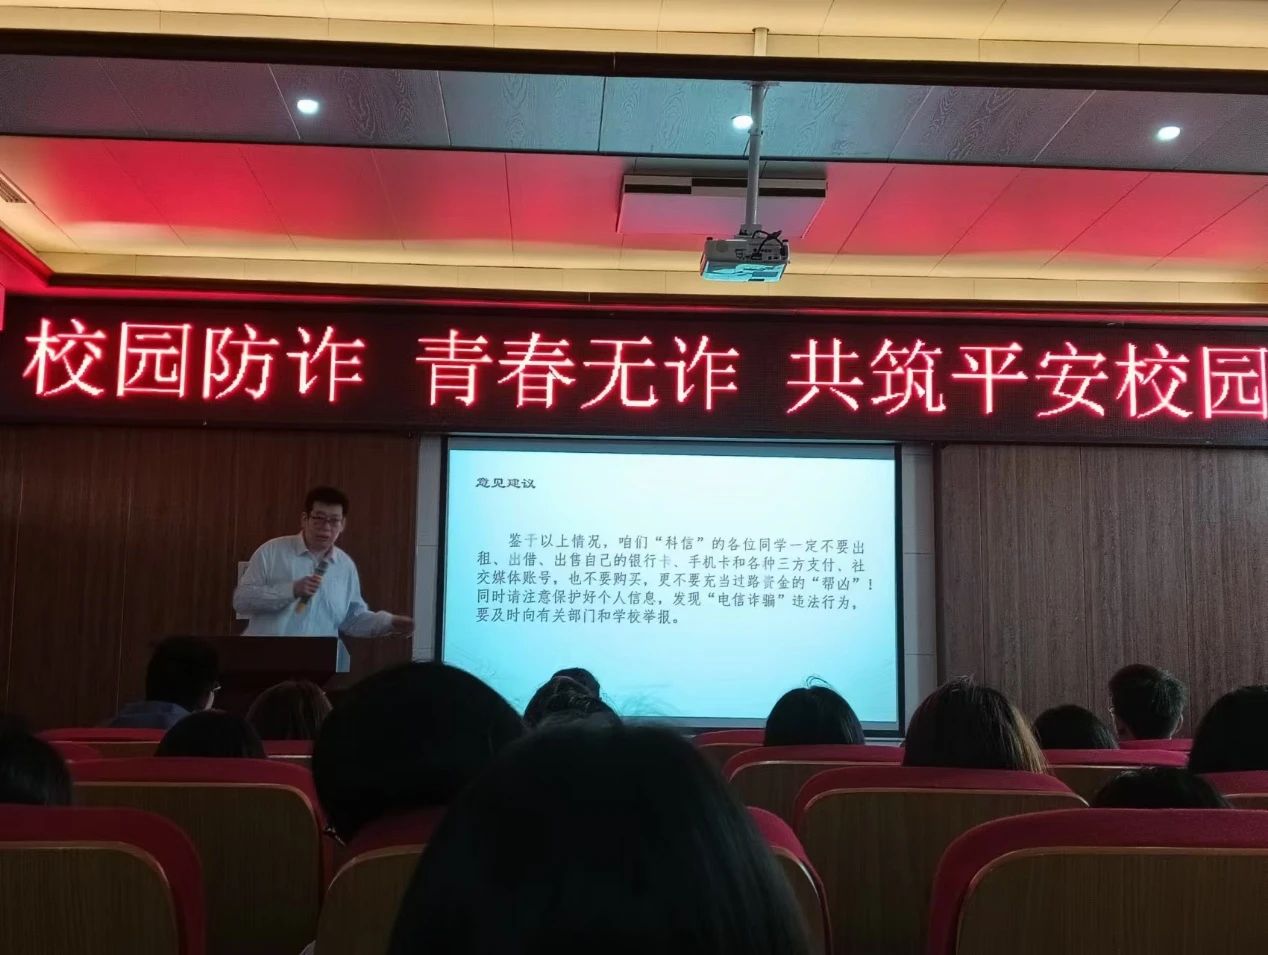 校园防诈 青春无诈 共筑平安校园
意见建议
鉴于以上情况，咱们“科信”的各位同学一定不要出
租、出借、出售自己的银行卡、手机卡和各种三方支付、社
交媒体账号，也不要购买，更不要充当过路资金的“帮凶”！
同时请注意保护好个人信息，发现“电信诈骗”违法行为，
要及时向有关部门和学校举报。